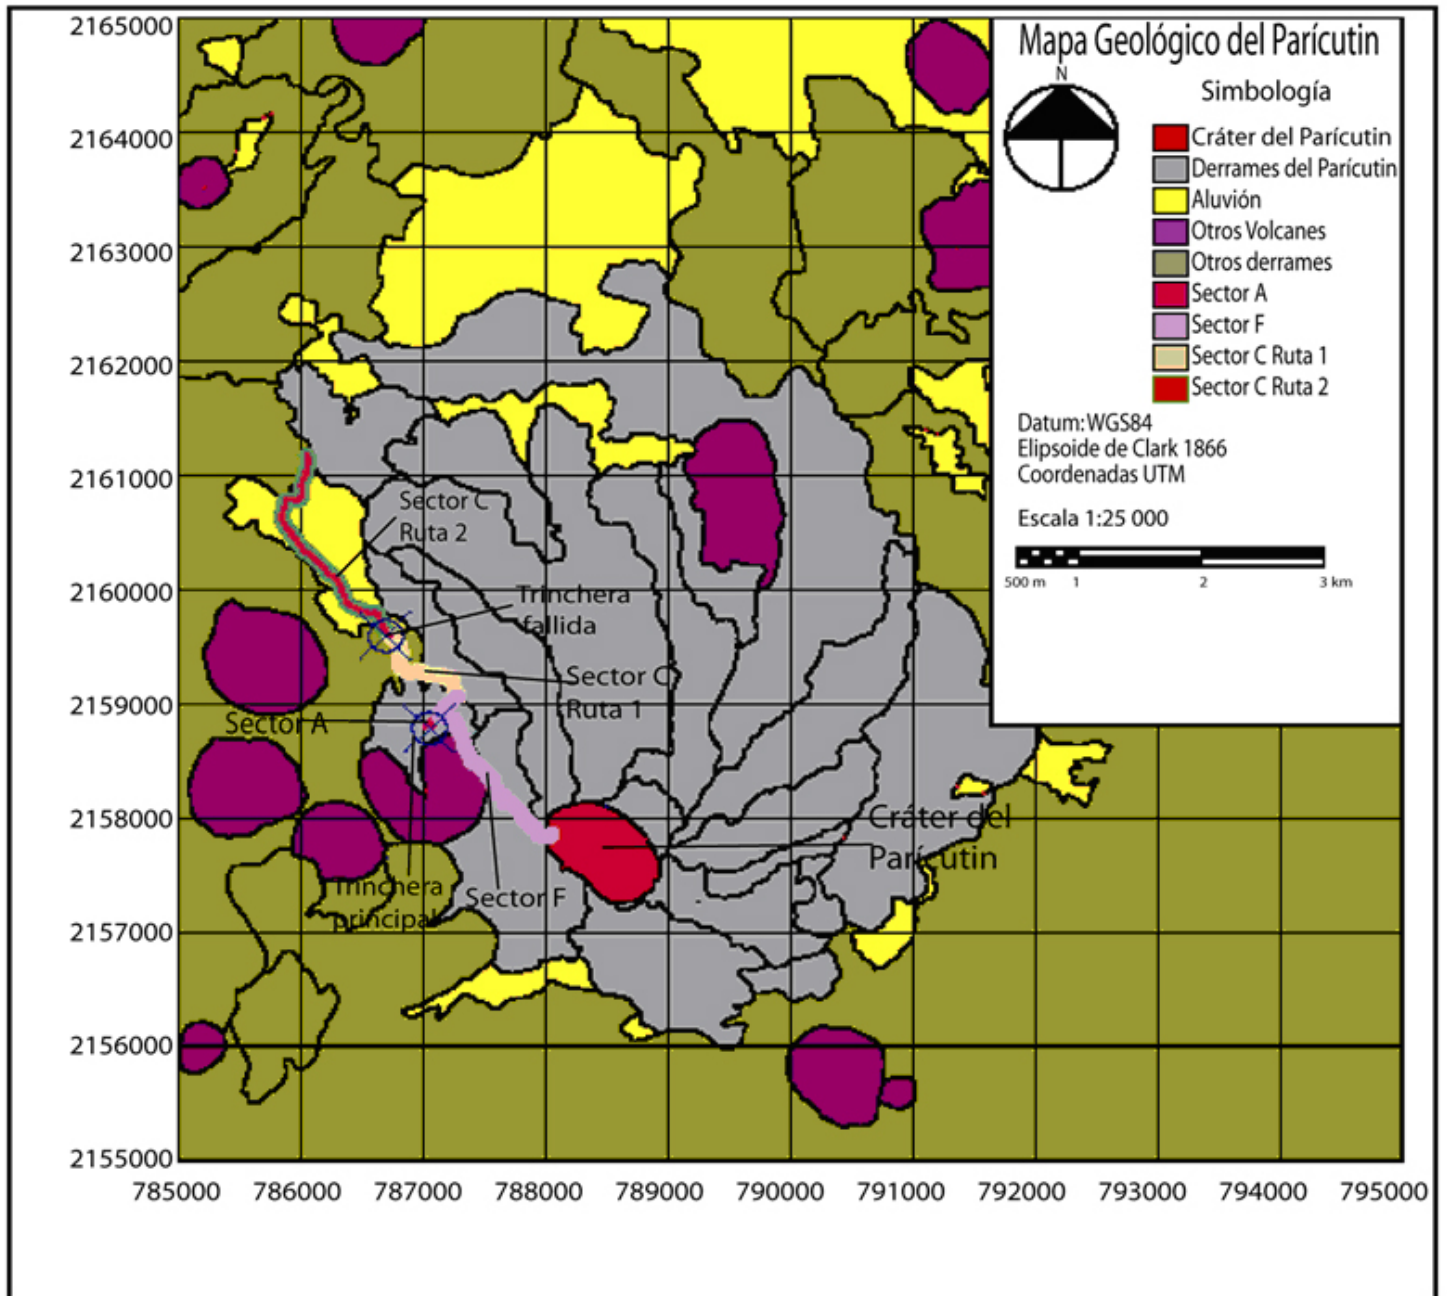 Mapa Geológico del Parícutin
N
Simbología
Cráter del Parícutin
Derrames del Parícutin
Aluvión
Otros Volcanes
Otros derrames
Sector A
Sector F
Sector C Ruta 1
Sector C Ruta 2
Datum:WGS84
Elipsoide de Clark 1866
Coordenadas UTM
Escala 1:25 000
500 m 1 2 3 km
2165000
2164000
2163000
2162000
2161000
2160000
2159000
2158000
2157000
2156000
2155000
785000 786000 787000 788000 789000 790000 791000 792000 793000 794000 795000
Sector C
Ruta 2
Trinchera
fallida
Sector C
Ruta 1
Sector A
Cráter del
Parícutin
Trinchera
principal
Sector F